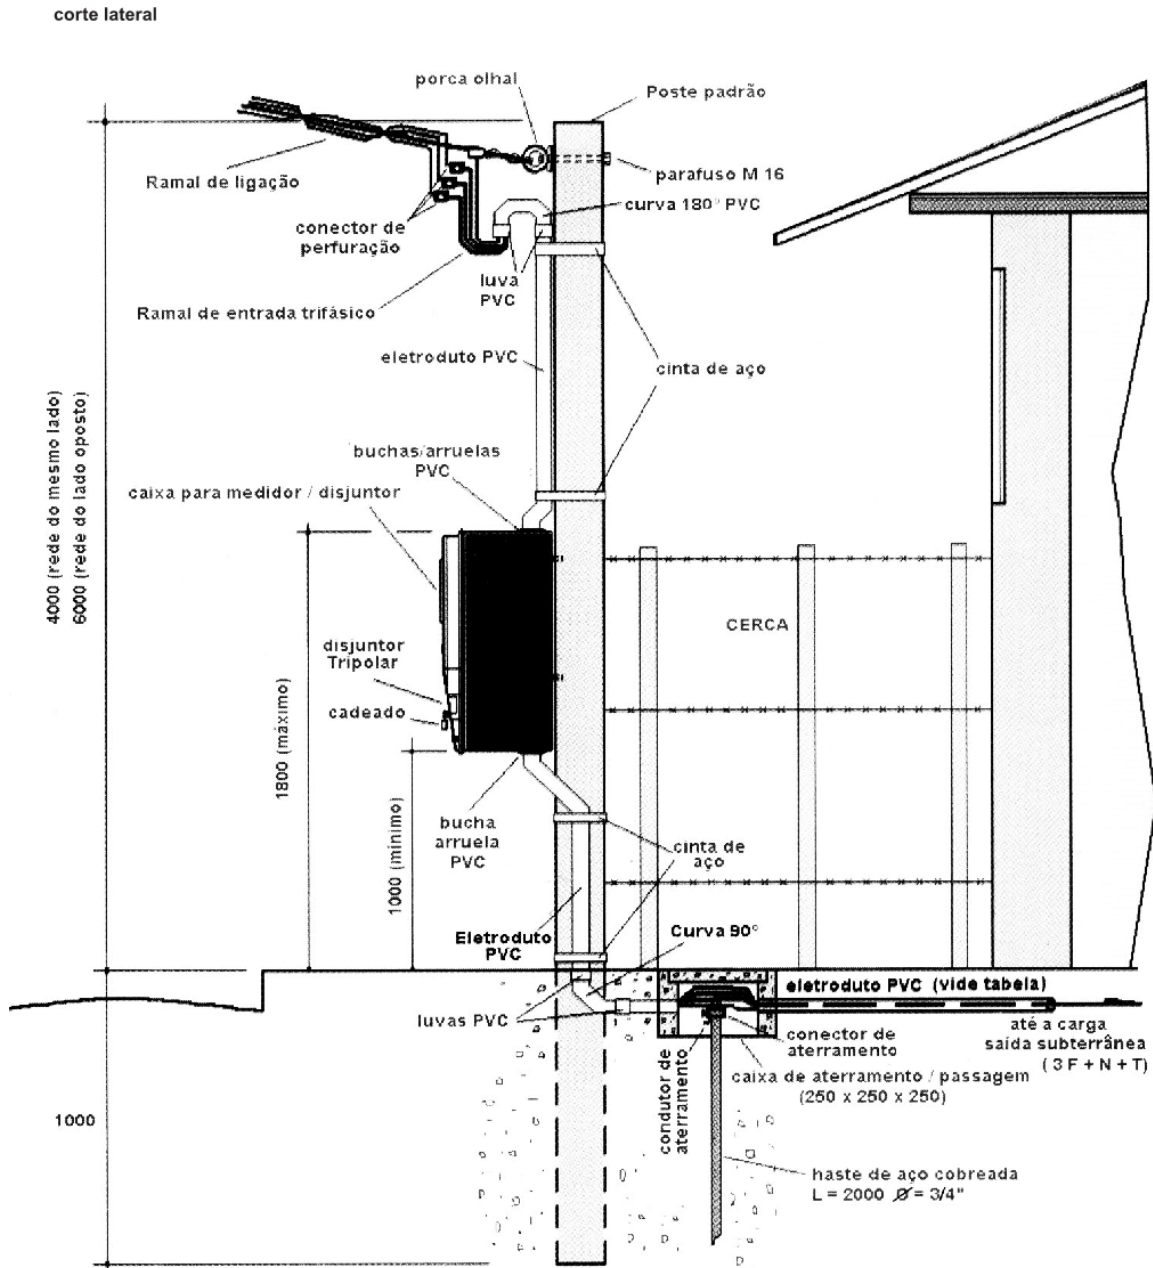 corte lateral
porca olhal
Poste padrão
Ramal de ligação
parafuso M 16
curva 180° PVC
conector de
perfuração
luva
PVC
Ramal de entrada trifásico
eletroduto PVC
cinta de aço
4000 (rede do mesmo lado)
6000 (rede do lado oposto)
buchas/arruelas
PVC
caixa para medidor / disjuntor
CERCA
disjuntor
Tripolar
cadeado
1800 (máximo)
1000 (mínimo)
bucha
arruela
PVC
cinta de
aço
Eletroduto
PVC
Curva 90°
eletroduto PVC (vide tabela)
luvas PVC
conector de
aterramento
até a carga
saída subterrânea
( 3 F + N + T)
condutor de
aterramento
caixa de aterramento / passagem
(250 x 250 x 250)
1000
haste de aço cobreada
L = 2000 Ø = 3/4"